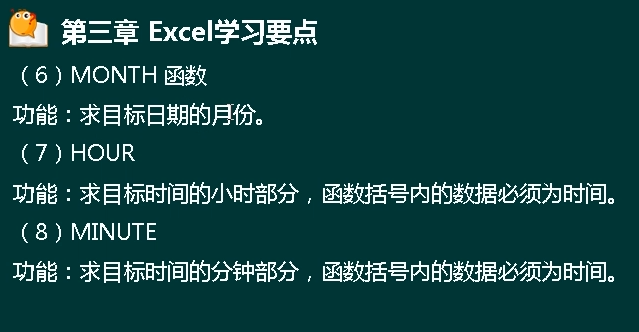 第三章 Excel学习要点
（6）MONTH 函数
功能：求目标日期的月份。
（7）HOUR
功能：求目标时间的小时部分，函数括号内的数据必须为时间。
（8）MINUTE
功能：求目标时间的分钟部分，函数括号内的数据必须为时间。